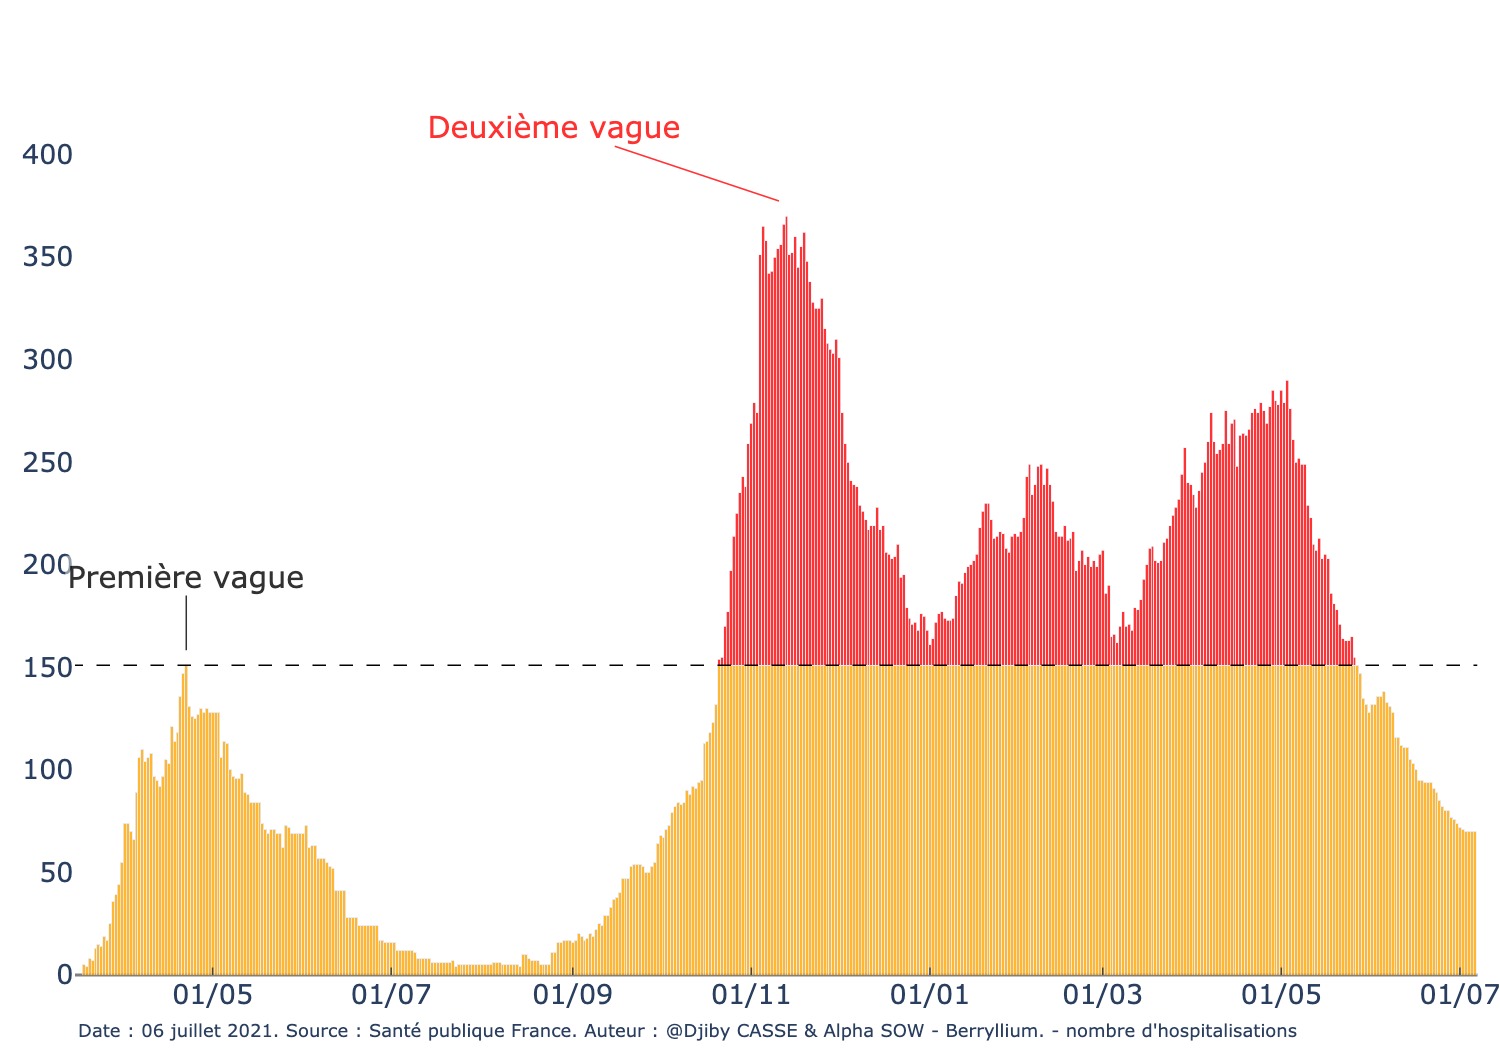 Deuxième vague
400
350
300
250
200
Première vague
150
100
50
0
01/05 01/07 01/09 01/11 01/01 01/03 01/05 01/07
Date : 06 juillet 2021. Source : Santé publique France. Auteur : @Djiby CASSE & Alpha SOW - Berryllium. - nombre d'hospitalisations